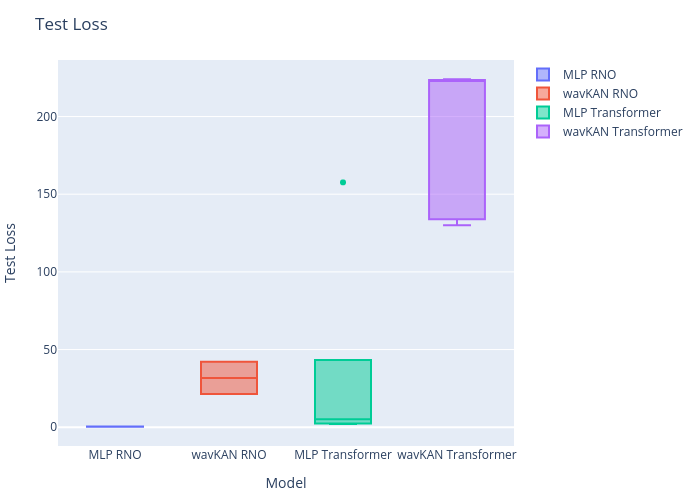 Test Loss
MLP RNO
wavKAN RNO
MLP Transformer
wavKAN Transformer
Test Loss
200
150
100
50
0
MLP RNO
wavKAN RNO
MLP Transformer
wavKAN Transformer
Model